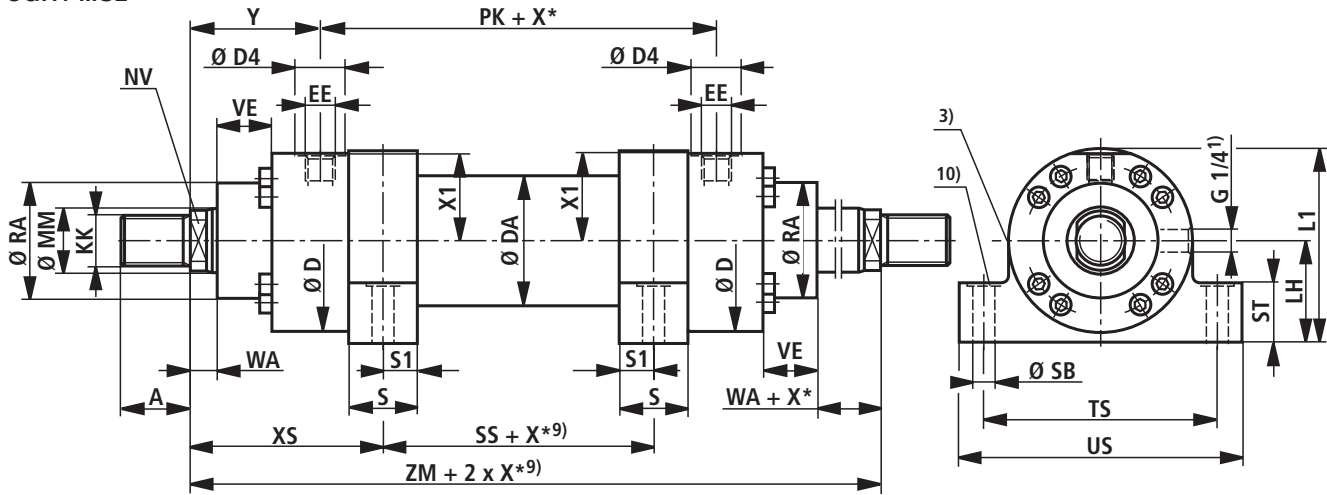 Y
PK + X*
Ø D4
Ø D4
NV
EE
EE
VE
3)
10)
G 1/4¹⁾
L1
X1
X1
Ø RA
Ø MM
KK
Ø DA
Ø RA
Ø D
Ø D
LH
ST
WA
S1
S1
VE
Ø SB
A
S
S
WA + X*
TS
XS
SS + X*⁹⁾
US
ZM + 2 x X*⁹⁾